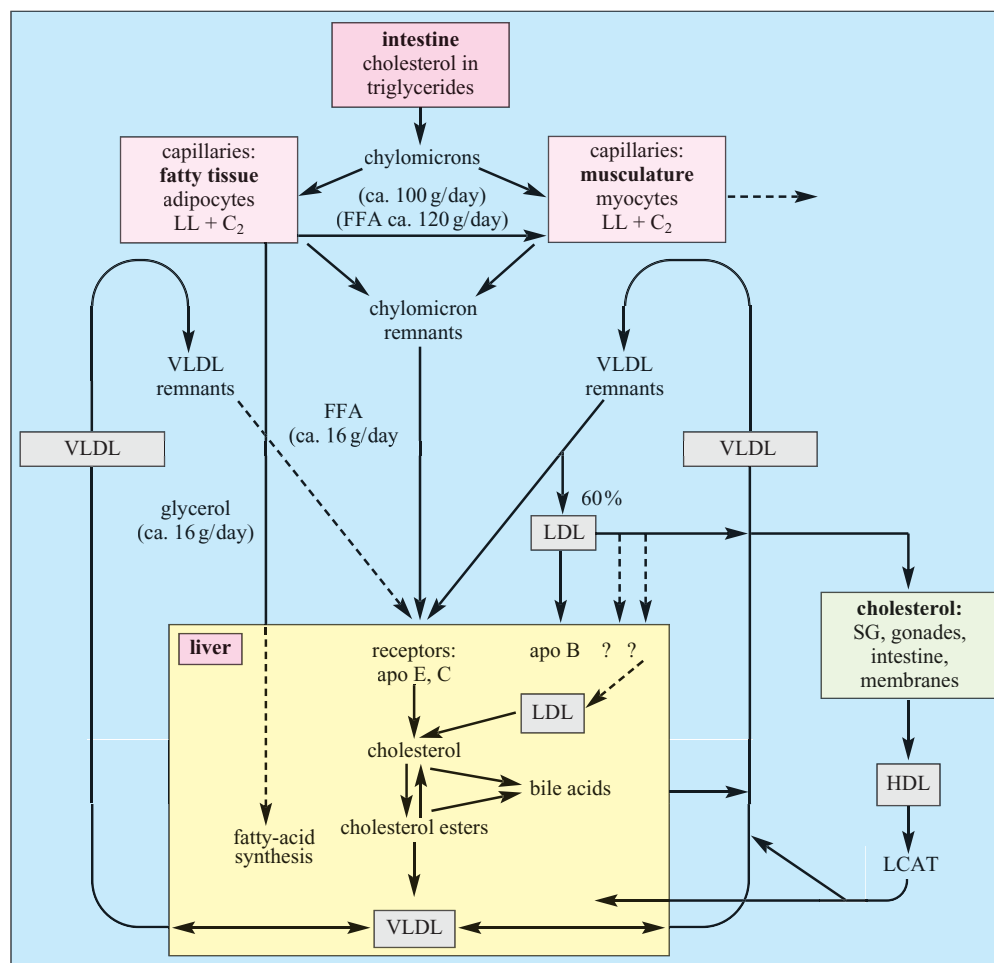 intestine
cholesterol in
triglycerides
capillaries:
fatty tissue
adipocytes
LL + C₂
chylomicrons
(ca. 100 g/day)
(FFA ca. 120 g/day)
capillaries:
musculature
myocytes
LL + C₂
chylomicron
remnants
VLDL
remnants
VLDL
remnants
FFA
(ca. 16 g/day
VLDL
VLDL
glycerol
(ca. 16 g/day)
60%
LDL
cholesterol:
SG, gonades,
intestine,
membranes
liver
receptors:
apo E, C
apo B ? ?
LDL
cholesterol
bile acids
cholesterol esters
fatty-acid
synthesis
HDL
LCAT
VLDL